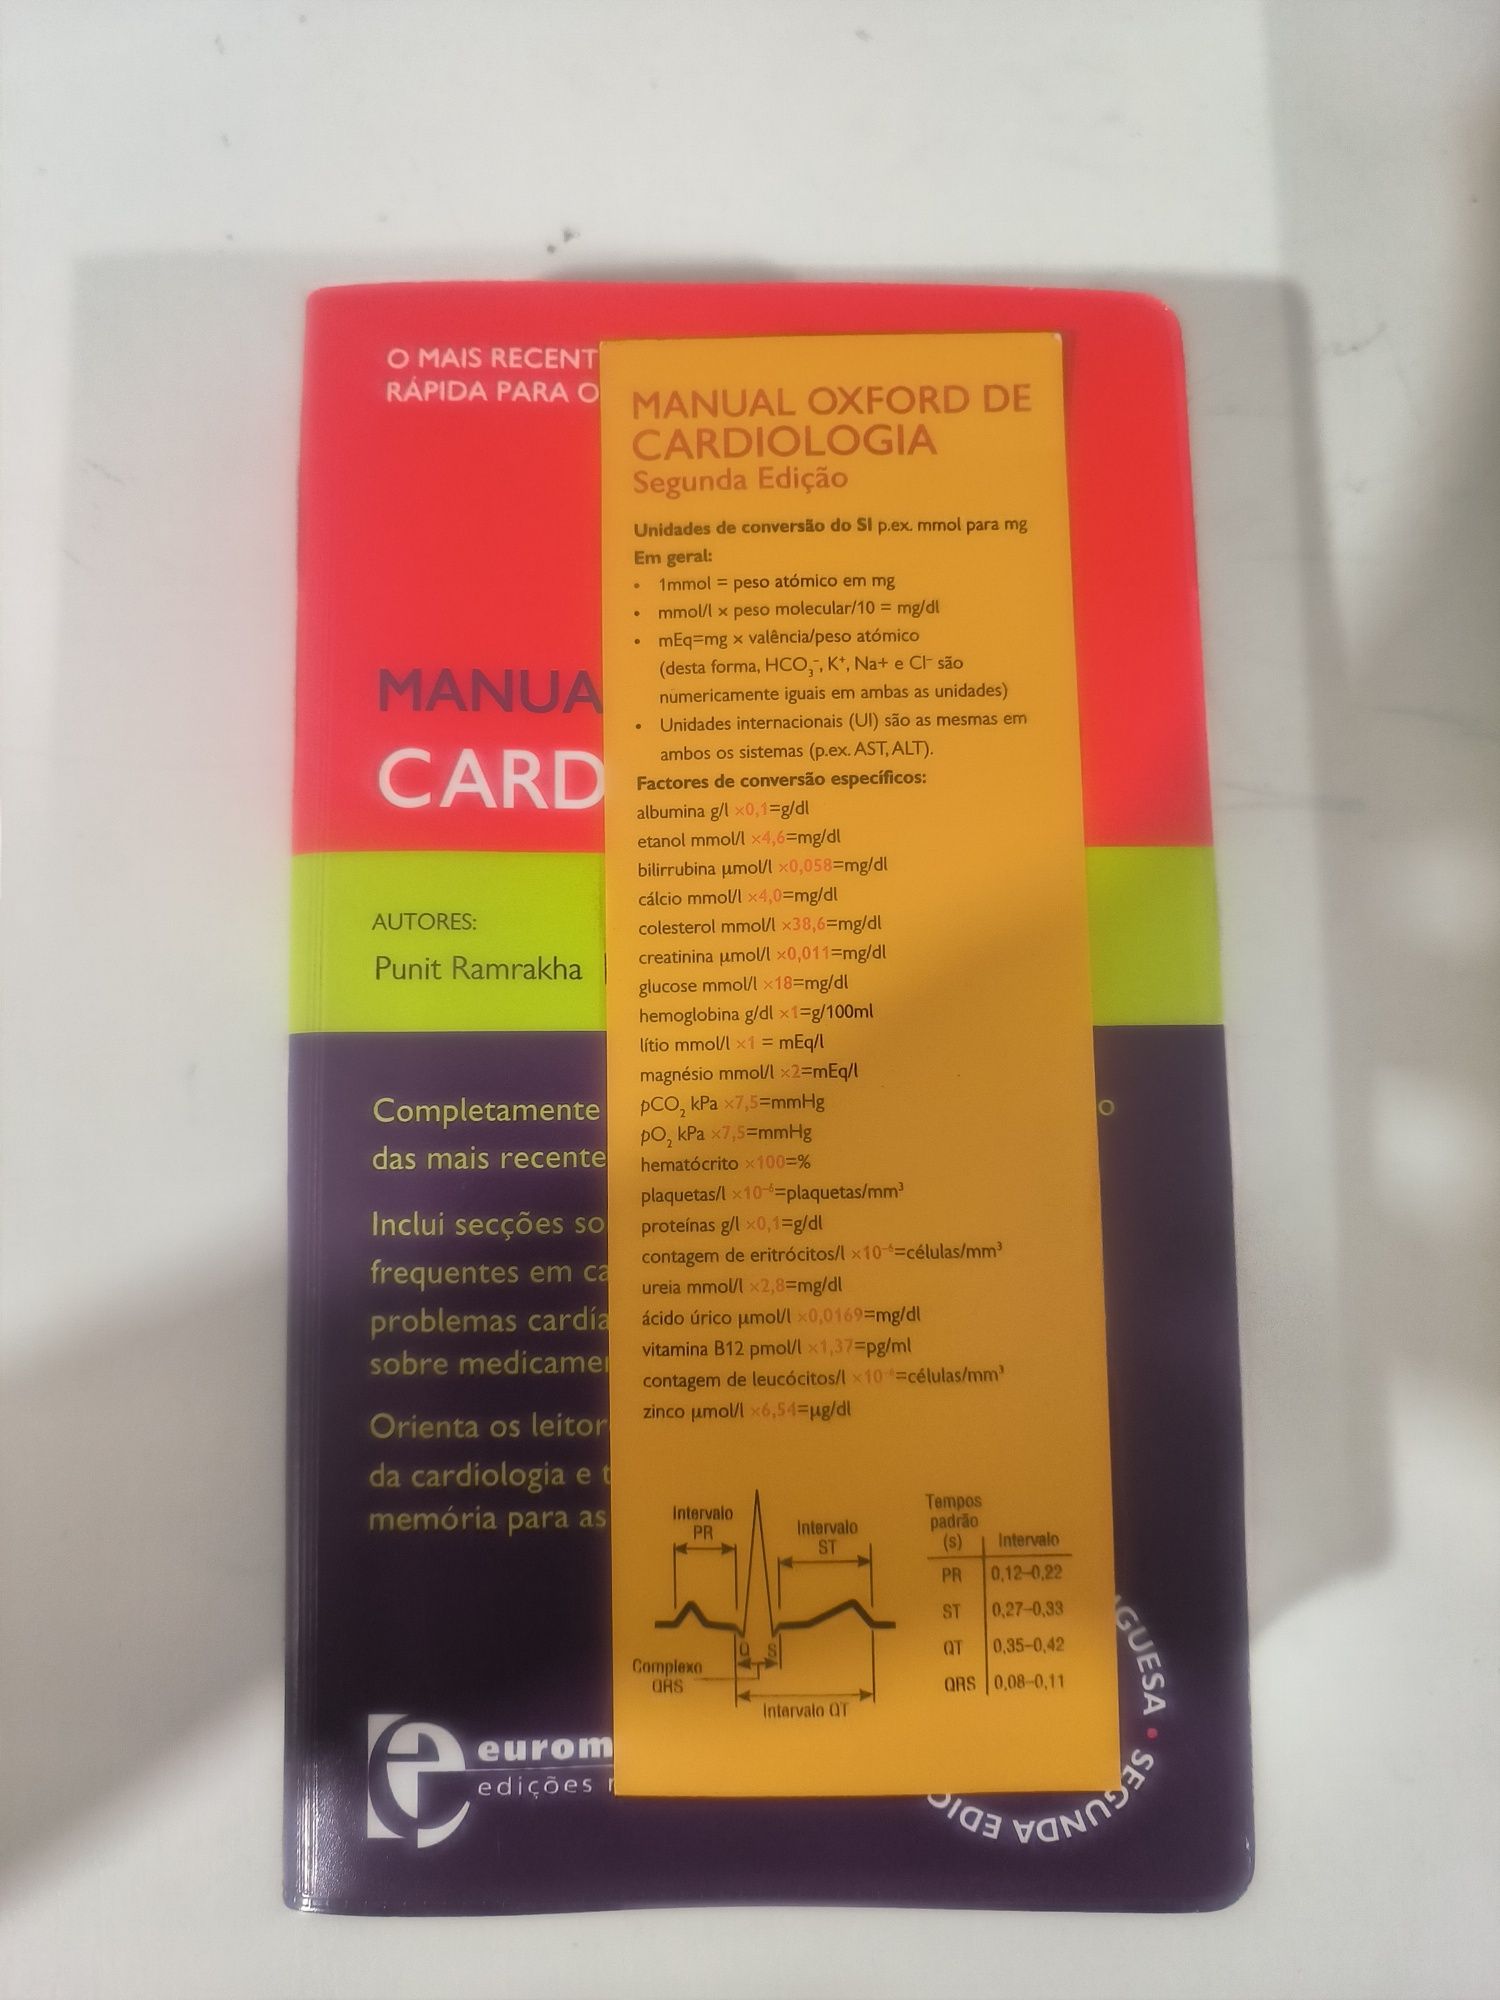 O MAIS RECENT
RÁPIDA PARA O
MANUA
CARD
AUTORES:
Punit Ramrakha
Completamente
o
das mais recente
Inclui secções so
frequentes em ca
problemas cardía
sobre medicame
Orienta os leitor
da cardiologia e t
memória para as
eurom
edições
GUESA • SEGUNDA EDIÇ
MANUAL OXFORD DE
CARDIOLOGIA
Segunda Edição
Unidades de conversão do SI p.ex. mmol para mg
Em geral:
• 1mmol = peso atómico em mg
• mmol/l × peso molecular/10 = mg/dl
• mEq=mg × valência/peso atómico
(desta forma, HCO₃⁻, K⁺, Na+ e Cl⁻ são
numericamente iguais em ambas as unidades)
• Unidades internacionais (UI) são as mesmas em
ambos os sistemas (p.ex. AST, ALT).
Factores de conversão específicos:
albumina g/l ×0,1=g/dl
etanol mmol/l ×4,6=mg/dl
bilirrubina µmol/l ×0,058=mg/dl
cálcio mmol/l ×4,0=mg/dl
colesterol mmol/l ×38,6=mg/dl
creatinina µmol/l ×0,011=mg/dl
glucose mmol/l ×18=mg/dl
hemoglobina g/dl ×1=g/100ml
lítio mmol/l ×1 = mEq/l
magnésio mmol/l ×2=mEq/l
pCO₂ kPa ×7,5=mmHg
pO₂ kPa ×7,5=mmHg
hematócrito ×100=%
plaquetas/l ×10⁻⁶=plaquetas/mm³
proteínas g/l ×0,1=g/dl
contagem de eritrócitos/l ×10⁻⁶=células/mm³
ureia mmol/l ×2,8=mg/dl
ácido úrico µmol/l ×0,0169=mg/dl
vitamina B12 pmol/l ×1,37=pg/ml
contagem de leucócitos/l ×10⁻⁶=células/mm³
zinco µmol/l ×6,54=µg/dl
Intervalo
PR
Intervalo
ST
Q S
Complexo
QRS
Intervalo QT
Tempos
padrão
(s) Intervalo
PR 0,12–0,22
ST 0,27–0,33
QT 0,35–0,42
QRS 0,08–0,11